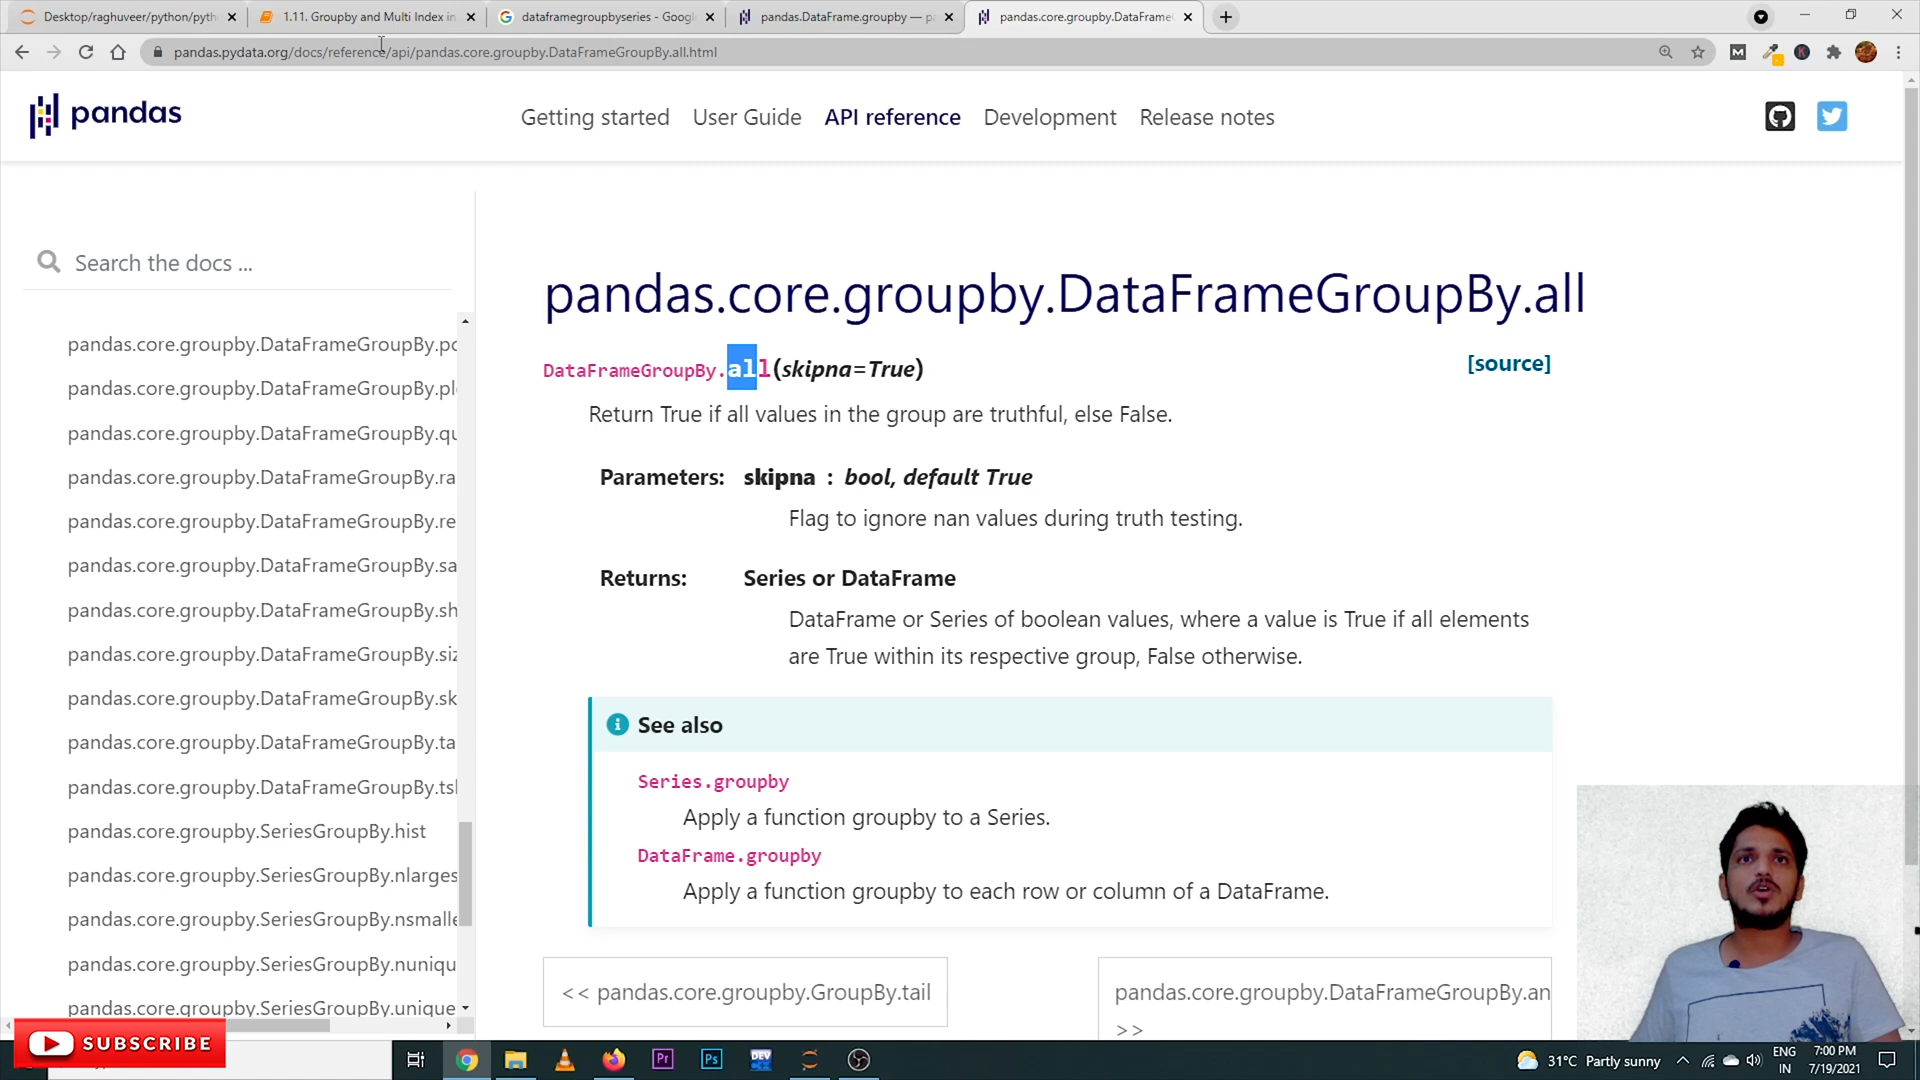 Desktop/raghuveer/python/pyth
1.11. Groupby and Multi Index in
dataframegroupbyseries - Goog
pandas.DataFrame.groupby — pa
pandas.core.groupby.DataFrame
pandas.pydata.org/docs/reference/api/pandas.core.groupby.DataFrameGroupBy.all.html
pandas
Getting started User Guide API reference Development Release notes
Search the docs ...
pandas.core.groupby.DataFrameGroupBy.pc
pandas.core.groupby.DataFrameGroupBy.pl
pandas.core.groupby.DataFrameGroupBy.qu
pandas.core.groupby.DataFrameGroupBy.ra
pandas.core.groupby.DataFrameGroupBy.re
pandas.core.groupby.DataFrameGroupBy.sa
pandas.core.groupby.DataFrameGroupBy.sh
pandas.core.groupby.DataFrameGroupBy.siz
pandas.core.groupby.DataFrameGroupBy.sk
pandas.core.groupby.DataFrameGroupBy.ta
pandas.core.groupby.DataFrameGroupBy.tsl
pandas.core.groupby.SeriesGroupBy.hist
pandas.core.groupby.SeriesGroupBy.nlarges
pandas.core.groupby.SeriesGroupBy.nsmalle
pandas.core.groupby.SeriesGroupBy.nuniqu
pandas.core.groupby.SeriesGroupBy.unique
pandas.core.groupby.DataFrameGroupBy.all
DataFrameGroupBy.all(skipna=True)
[source]
Return True if all values in the group are truthful, else False.
Parameters: skipna : bool, default True
Flag to ignore nan values during truth testing.
Returns: Series or DataFrame
DataFrame or Series of boolean values, where a value is True if all elements
are True within its respective group, False otherwise.
See also
Series.groupby
Apply a function groupby to a Series.
DataFrame.groupby
Apply a function groupby to each row or column of a DataFrame.
<< pandas.core.groupby.GroupBy.tail
pandas.core.groupby.DataFrameGroupBy.an
>>
SUBSCRIBE
Pr
Ps
DEV
31°C Partly sunny
ENG
IN
7:00 PM
7/19/2021